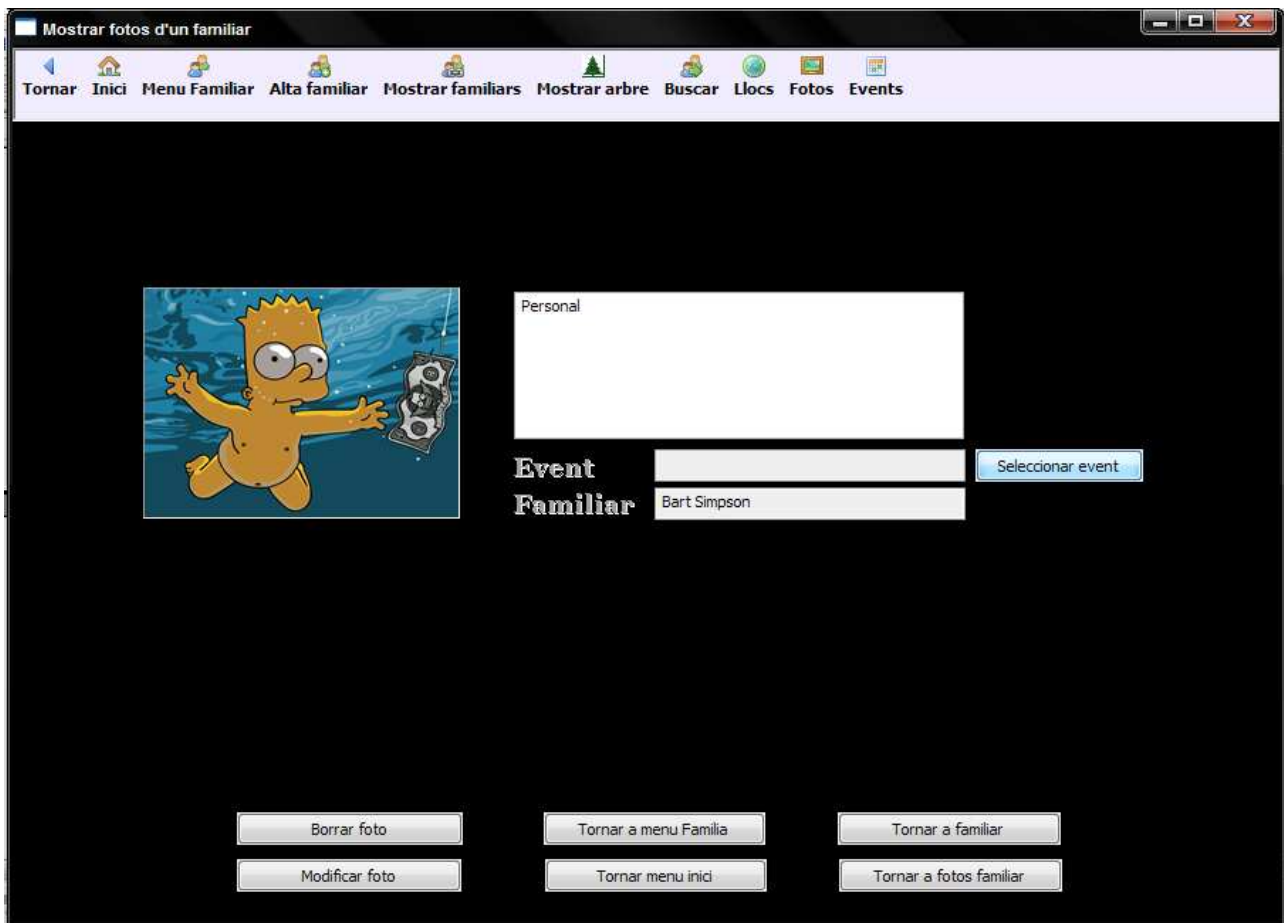 Mostrar fotos d'un familiar
Tornar Inici Menu Familiar Alta familiar Mostrar familiars Mostrar arbre Buscar Llocs Fotos Events
Personal
Event Seleccionar event
Familiar Bart Simpson
Borrar foto Tornar a menu Familia Tornar a familiar
Modificar foto Tornar menu inici Tornar a fotos familiar